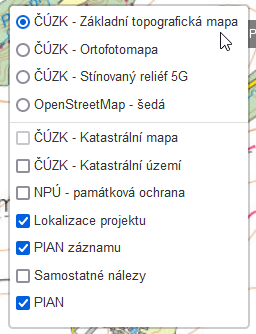 ČÚZK - Základní topografická mapa
ČÚZK - Ortofotomapa
ČÚZK - Stínovaný reliéf 5G
OpenStreetMap - šedá
ČÚZK - Katastrální mapa
ČÚZK - Katastrální území
NPÚ - památková ochrana
Lokalizace projektu
PIAN záznamu
Samostatné nálezy
PIAN